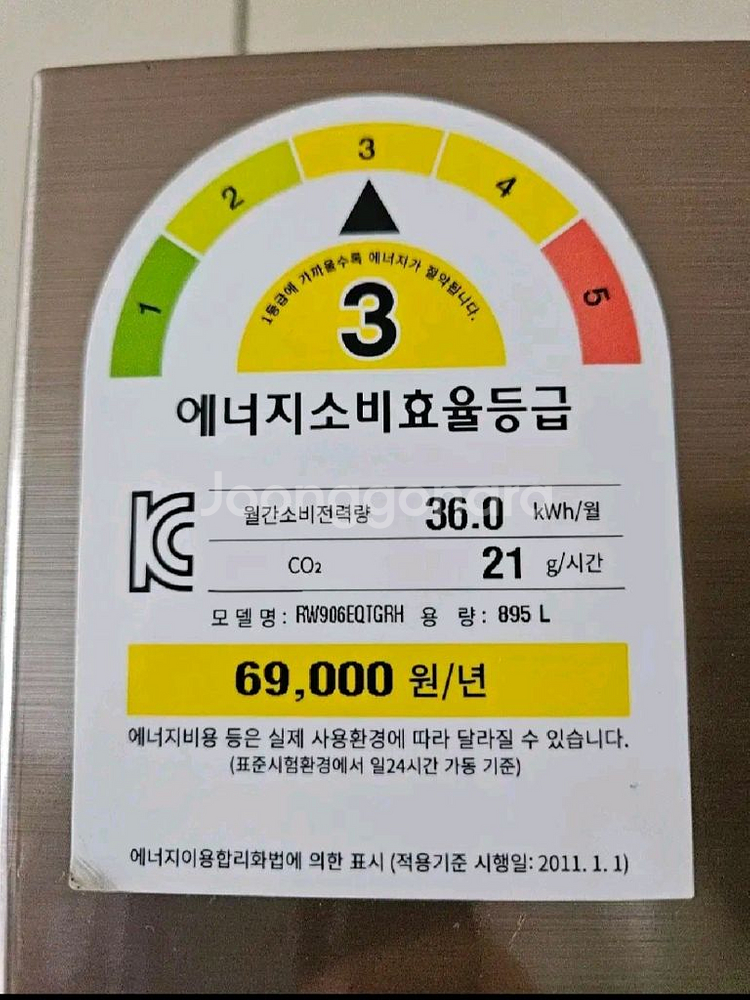 1 2 3 4 5
1등급에 가까울수록 에너지가 절약됩니다.
3
에너지소비효율등급
월간소비전력량 36.0 kWh/월
CO₂ 21 g/시간
모델명: RW906EQTGRH 용 량: 895 L
69,000 원/년
에너지비용 등은 실제 사용환경에 따라 달라질 수 있습니다.
(표준시험환경에서 일24시간 가동 기준)
에너지이용합리화법에 의한 표시 (적용기준 시행일: 2011. 1. 1)
Joonggonara